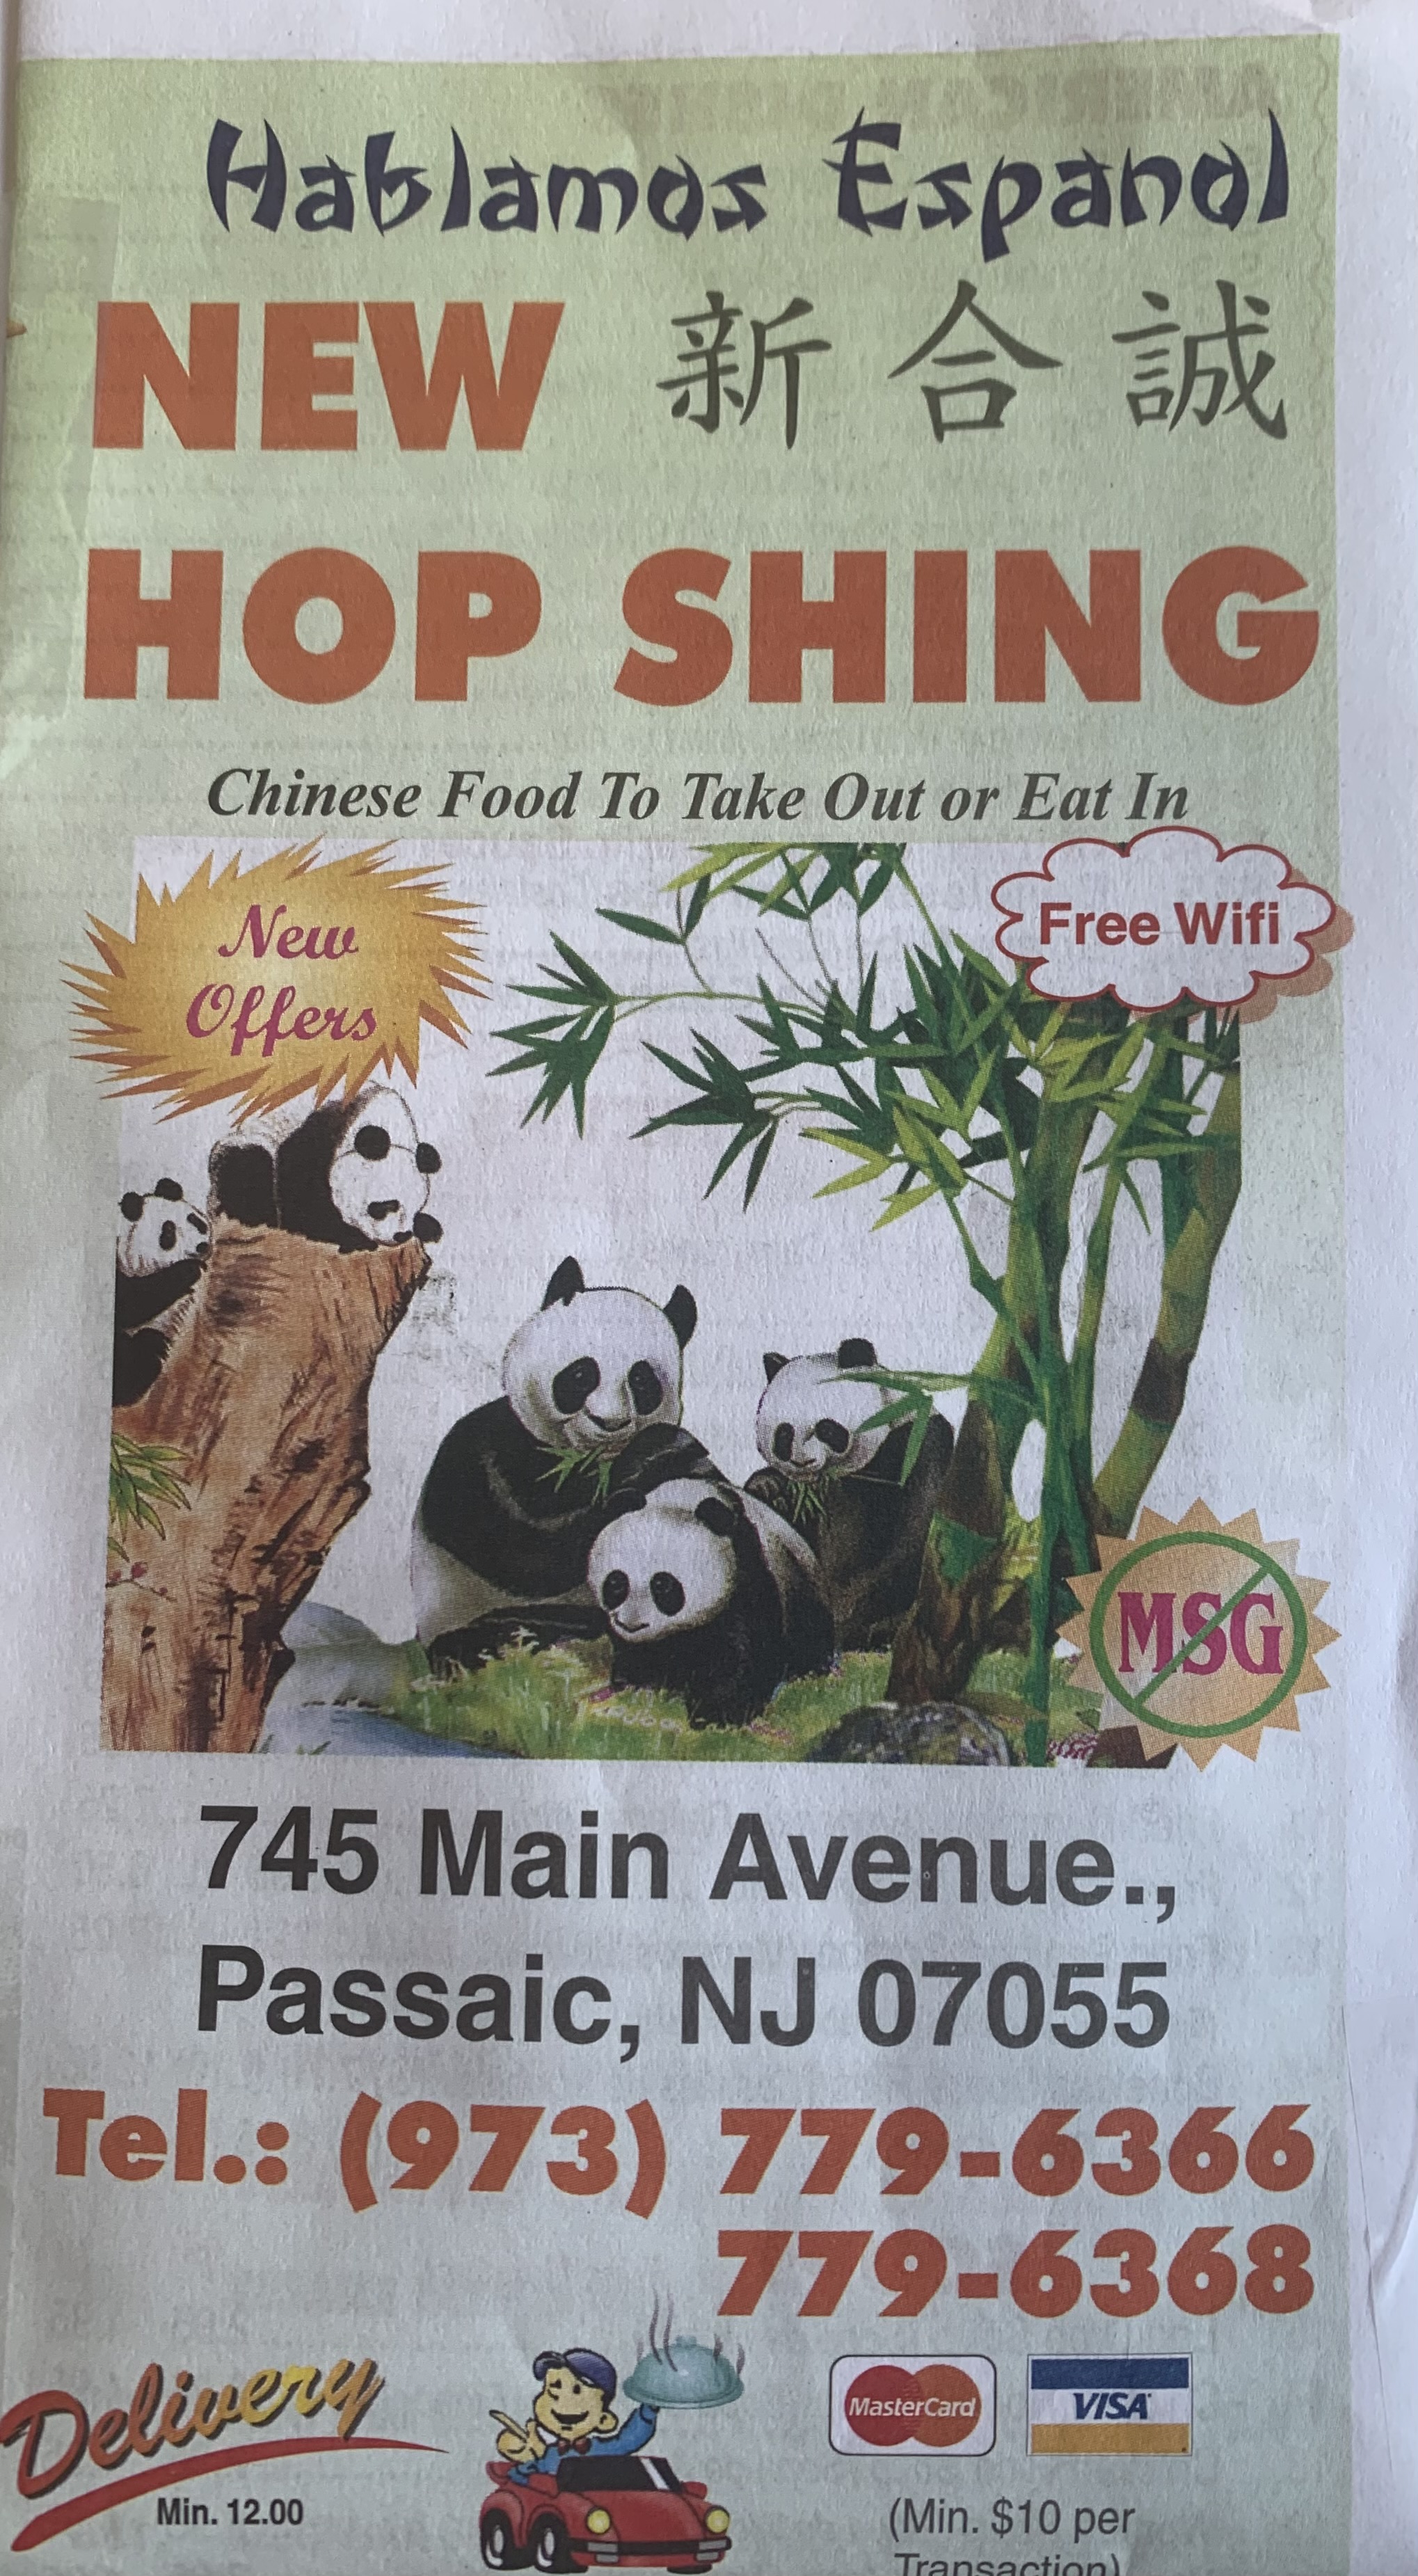 Hablamos Espanol
NEW 新合誠
HOP SHING
Chinese Food To Take Out or Eat In
New
Offers
Free Wifi
MSG
745 Main Avenue.,
Passaic, NJ 07055
Tel.: (973) 779-6366
779-6368
Delivery
Min. 12.00
MasterCard
VISA
(Min. $10 per
Transaction)